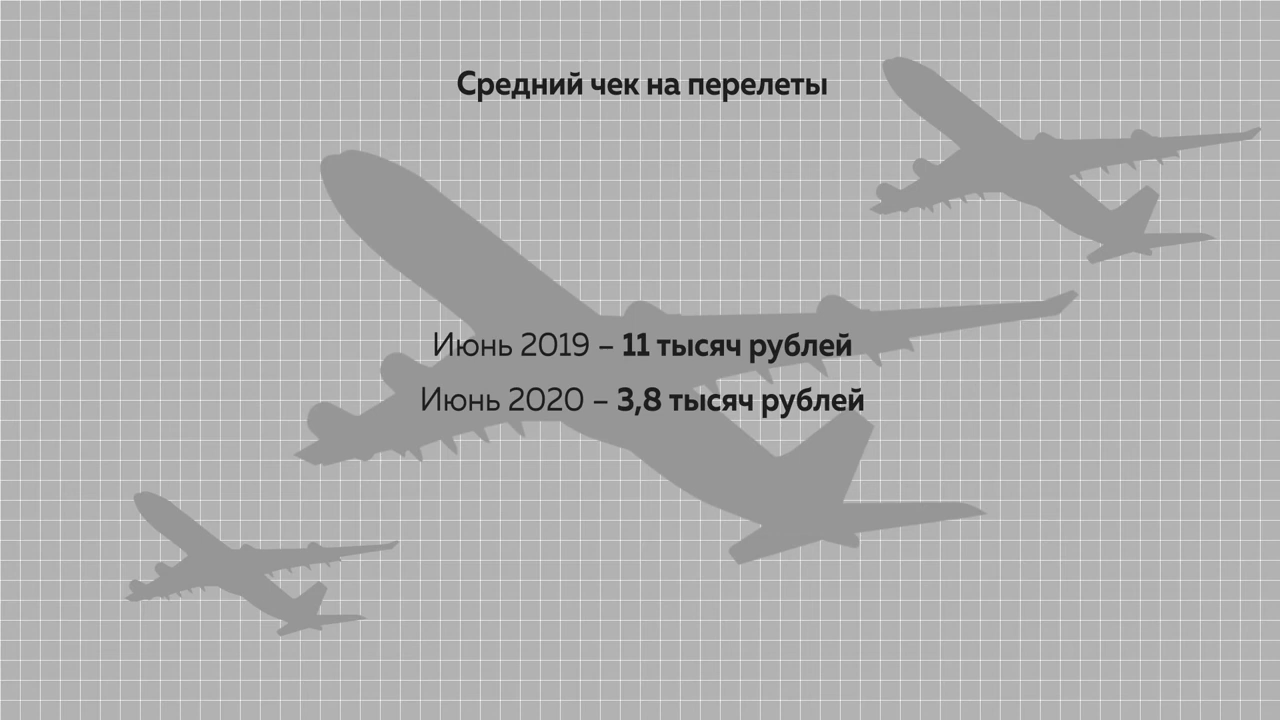 Средний чек на перелеты
Июнь 2019 – 11 тысяч рублей
Июнь 2020 – 3,8 тысяч рублей